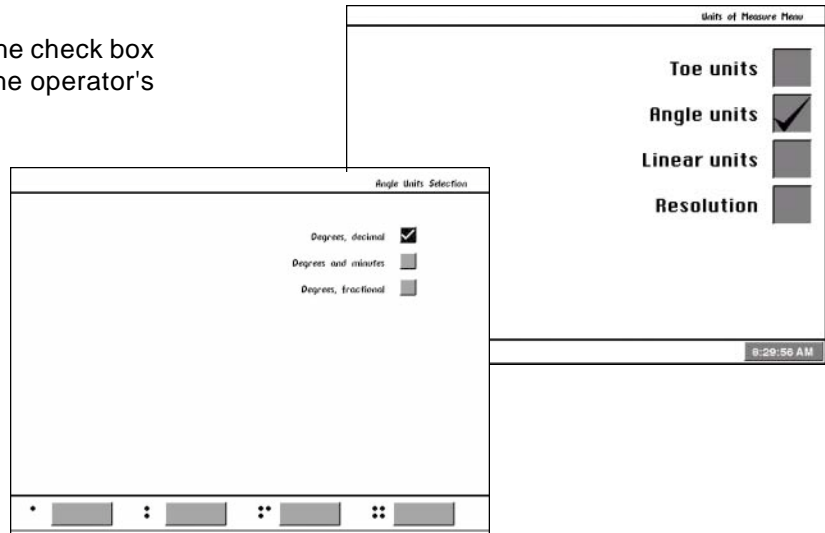 he check box
he operator's
Units of Measure Menu
Toe units
Angle units
Linear units
Resolution
8:29:56 AM
Angle Units Selection
Degrees, decimal
Degrees and minutes
Degrees, fractional